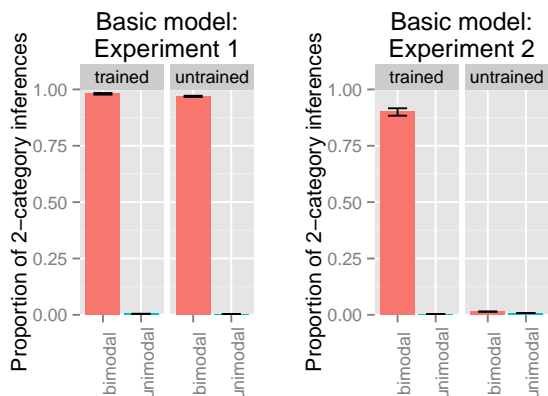 Basic model:
Experiment 1
trained
untrained
Proportion of 2−category inferences
1.00
0.75
0.50
0.25
0.00
bimodal
unimodal
bimodal
unimodal
Basic model:
Experiment 2
trained
untrained
Proportion of 2−category inferences
1.00
0.75
0.50
0.25
0.00
bimodal
unimodal
bimodal
unimodal